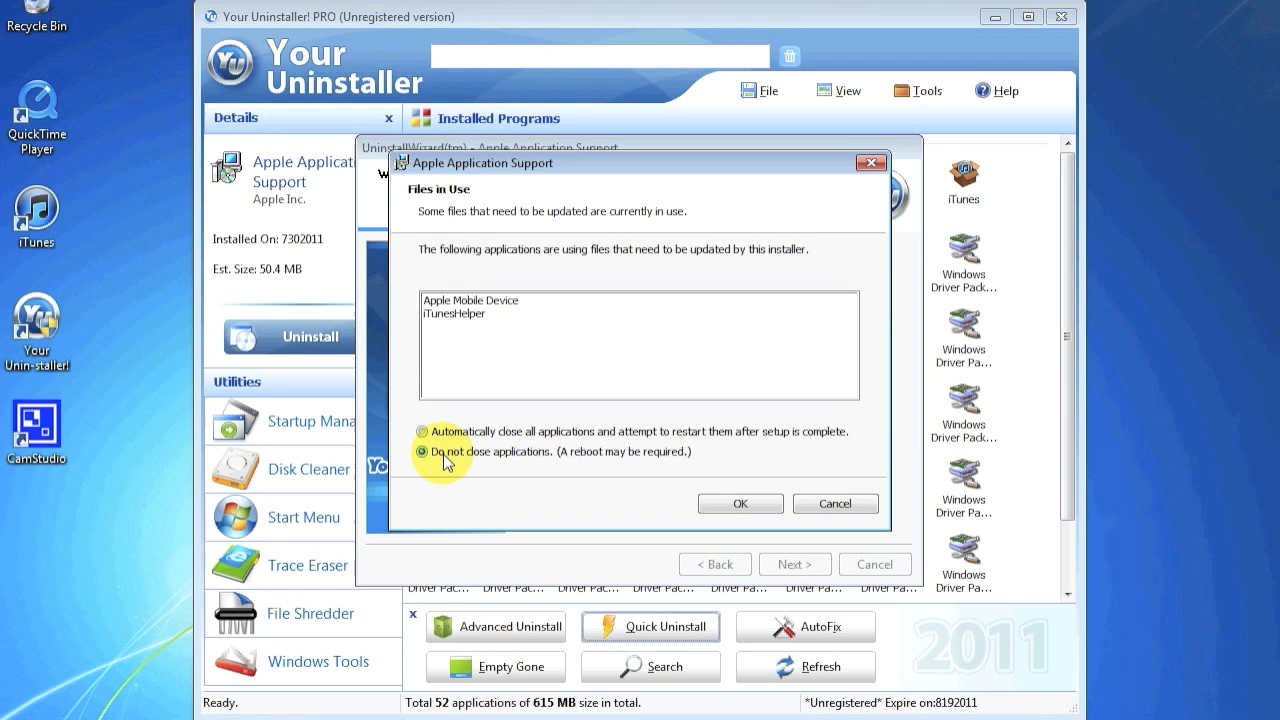 Recycle Bin
QuickTime
Player
iTunes
Your
Unin-staller!
CamStudio
Your Uninstaller! PRO (Unregistered version)
YU
Your
Uninstaller
File
View
Tools
Help
Details
x
Installed Programs
Apple Applicat
Support
Apple Inc.
Installed On: 7302011
Est. Size: 50.4 MB
Uninstall
Utilities
Startup Mana
Disk Cleaner
Start Menu
Trace Eraser
File Shredder
Windows Tools
UninstallWizard(tm) - Apple Application Support
Apple Application Support
Files in Use
Some files that need to be updated are currently in use.
The following applications are using files that need to be updated by this installer.
Apple Mobile Device
iTunesHelper
Automatically close all applications and attempt to restart them after setup is complete.
Do not close applications. (A reboot may be required.)
OK
Cancel
< Back
Next >
Cancel
iTunes
Windows
Driver Pack...
Windows
Driver Pa...
Windows
Driver Pack...
Windows
Driver Pa...
Windows
Driver Pa...
x
Advanced Uninstall
Quick Uninstall
AutoFix
Empty Gone
Search
Refresh
2011
Ready.
Total 52 applications of 615 MB size in total.
*Unregistered* Expire on:8192011